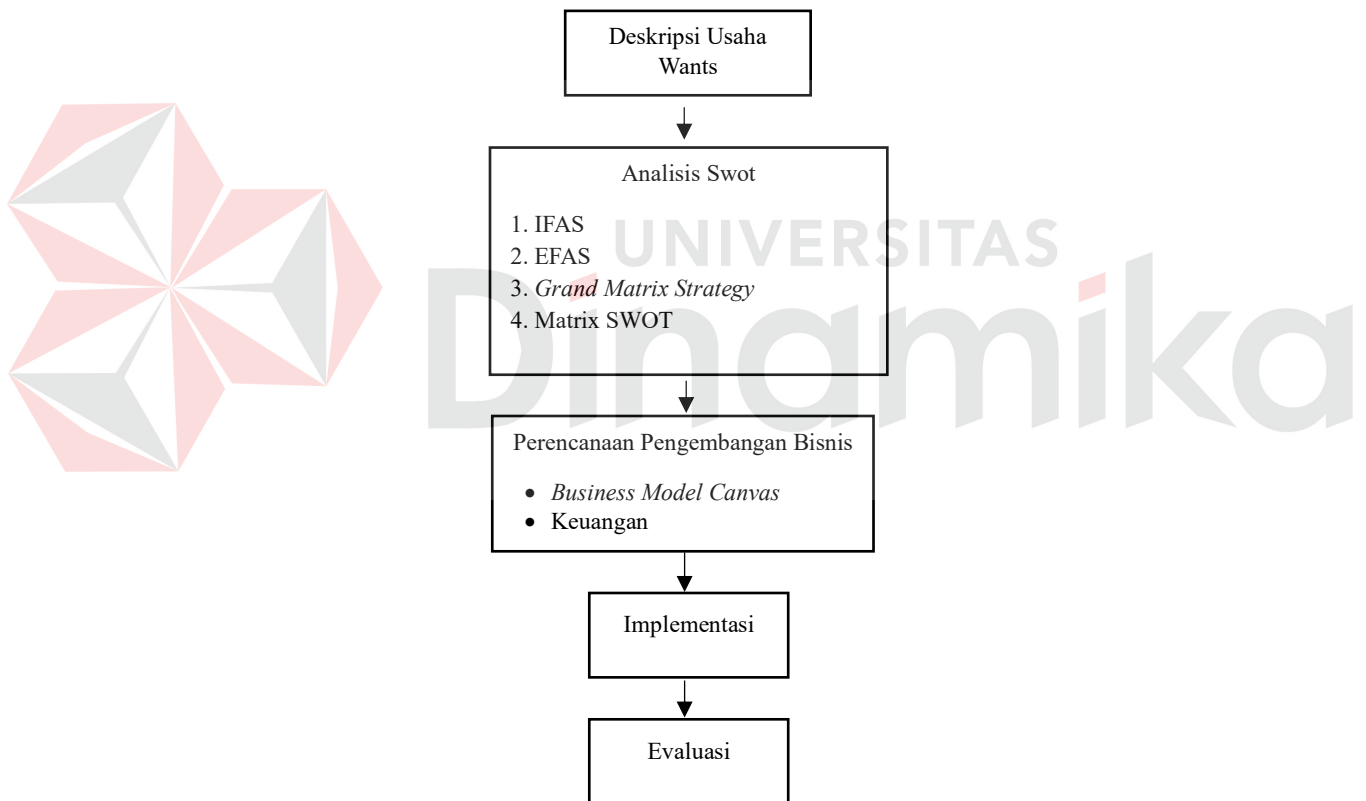 Deskripsi Usaha
Wants
Analisis Swot
1. IFAS
2. EFAS
3. Grand Matrix Strategy
4. Matrix SWOT
UNIVERSITAS
Dinamika
Perencanaan Pengembangan Bisnis
• Business Model Canvas
• Keuangan
Implementasi
Evaluasi